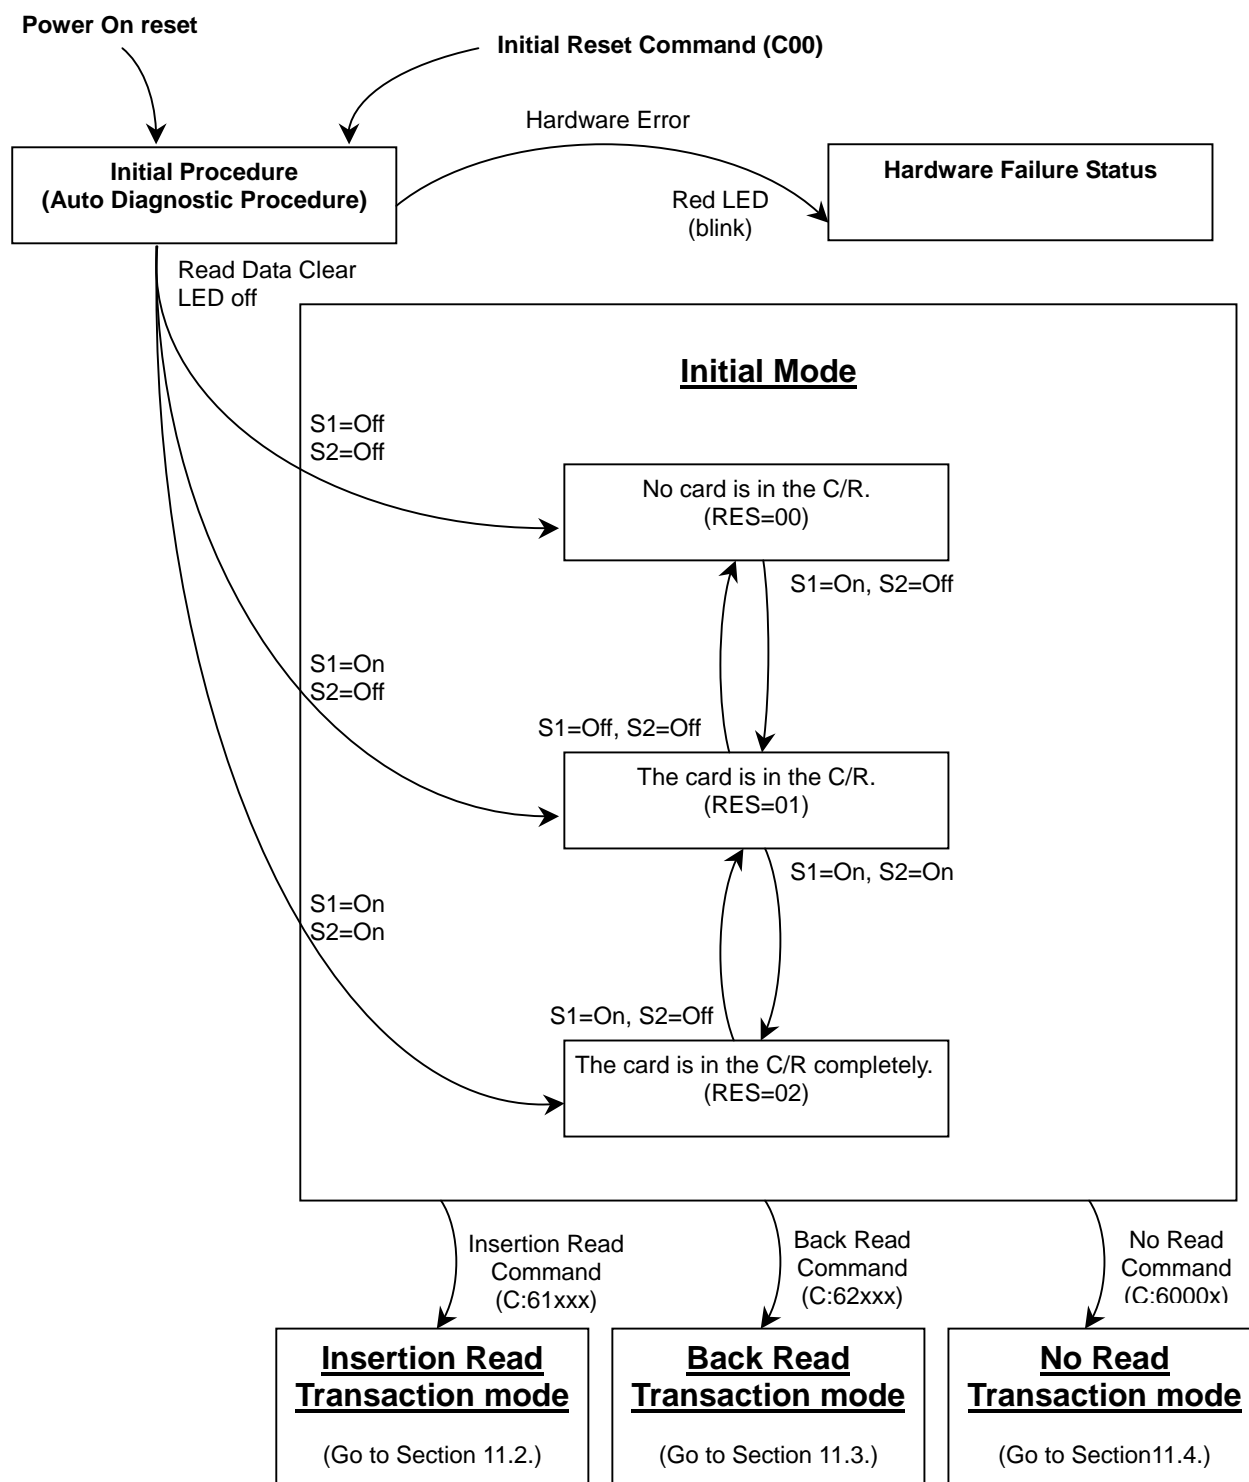 Power On reset
Initial Reset Command (C00)
Hardware Error
Initial Procedure
(Auto Diagnostic Procedure)
Hardware Failure Status
Red LED
(blink)
Read Data Clear
LED off
Initial Mode
S1=Off
S2=Off
No card is in the C/R.
(RES=00)
S1=On, S2=Off
S1=On
S2=Off
S1=Off, S2=Off
The card is in the C/R.
(RES=01)
S1=On, S2=On
S1=On
S2=On
S1=On, S2=Off
The card is in the C/R completely.
(RES=02)
Insertion Read
Command
(C:61xxx)
Back Read
Command
(C:62xxx)
No Read
Command
(C:6000x)
Insertion Read
Transaction mode
(Go to Section 11.2.)
Back Read
Transaction mode
(Go to Section 11.3.)
No Read
Transaction mode
(Go to Section11.4.)